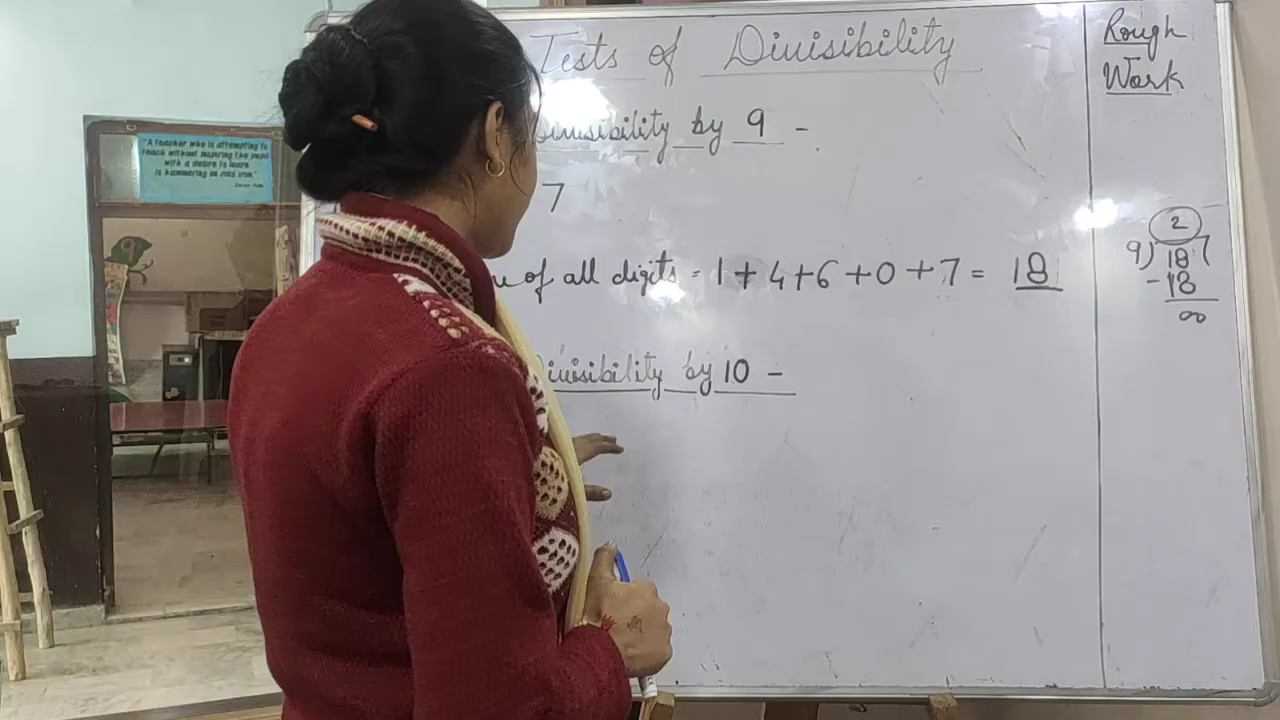 Tests of Divisibility
Divisibility by 9 -
7
of all digits = 1 + 4 + 6 + 0 + 7 = 18
Divisibility by 10 -
Rough
Work
2
9) 18 (
- 18
00
"A teacher who is attempting to
teach without inspiring the pupil
with a desire to learn
is hammering on cold iron."